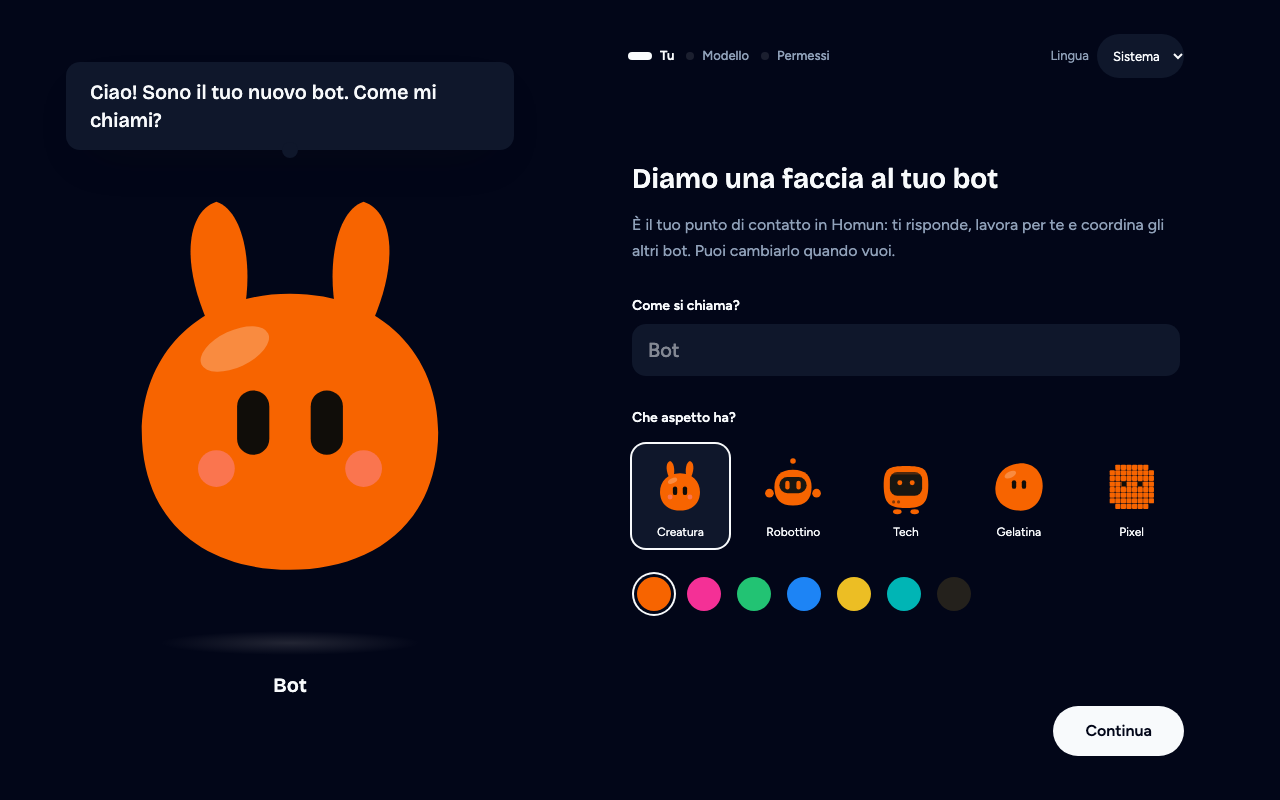 Ciao! Sono il tuo nuovo bot. Come mi
chiami?
Bot
Tu
Modello
Permessi
Lingua
Sistema
Diamo una faccia al tuo bot
È il tuo punto di contatto in Homun: ti risponde, lavora per te e coordina gli
altri bot. Puoi cambiarlo quando vuoi.
Come si chiama?
Bot
Che aspetto ha?
Creatura
Robottino
Tech
Gelatina
Pixel
Continua